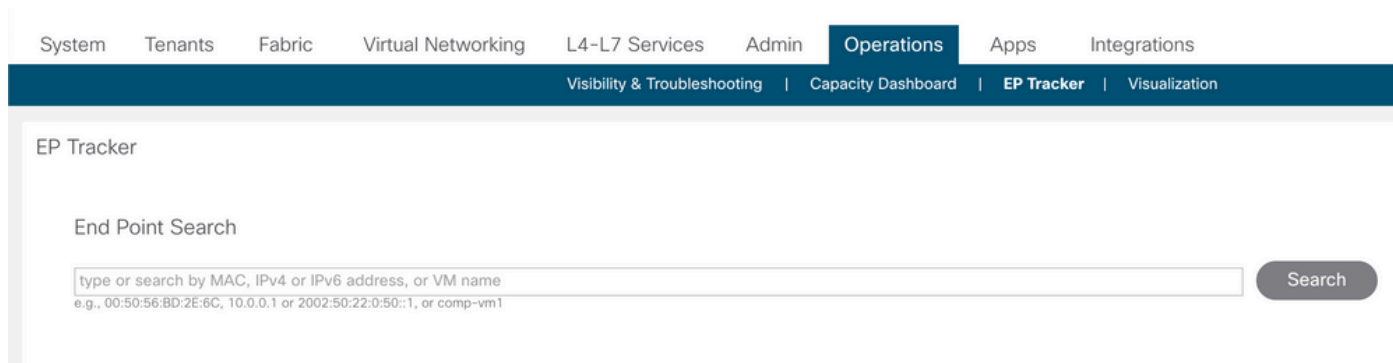 System Tenants Fabric Virtual Networking L4-L7 Services Admin Operations Apps Integrations
Visibility & Troubleshooting | Capacity Dashboard | EP Tracker | Visualization
EP Tracker
End Point Search
type or search by MAC, IPv4 or IPv6 address, or VM name
Search
e.g., 00:50:56:BD:2E:6C, 10.0.0.1 or 2002:50:22:0:50::1, or comp-vm1